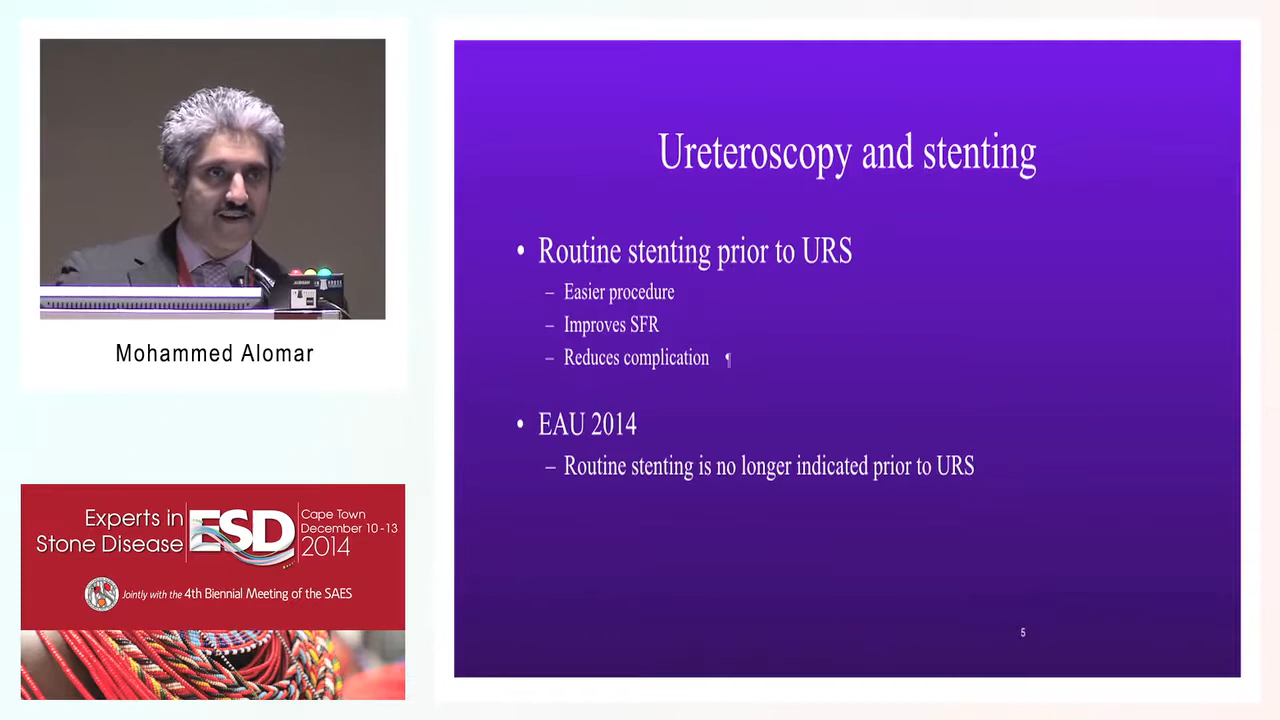 Mohammed Alomar
Experts in
Stone Disease
ESD
Cape Town
December 10-13
2014
Jointly with the 4th Biennial Meeting of the SAES
Ureteroscopy and stenting
• Routine stenting prior to URS
– Easier procedure
– Improves SFR
– Reduces complication ¶
• EAU 2014
– Routine stenting is no longer indicated prior to URS
5